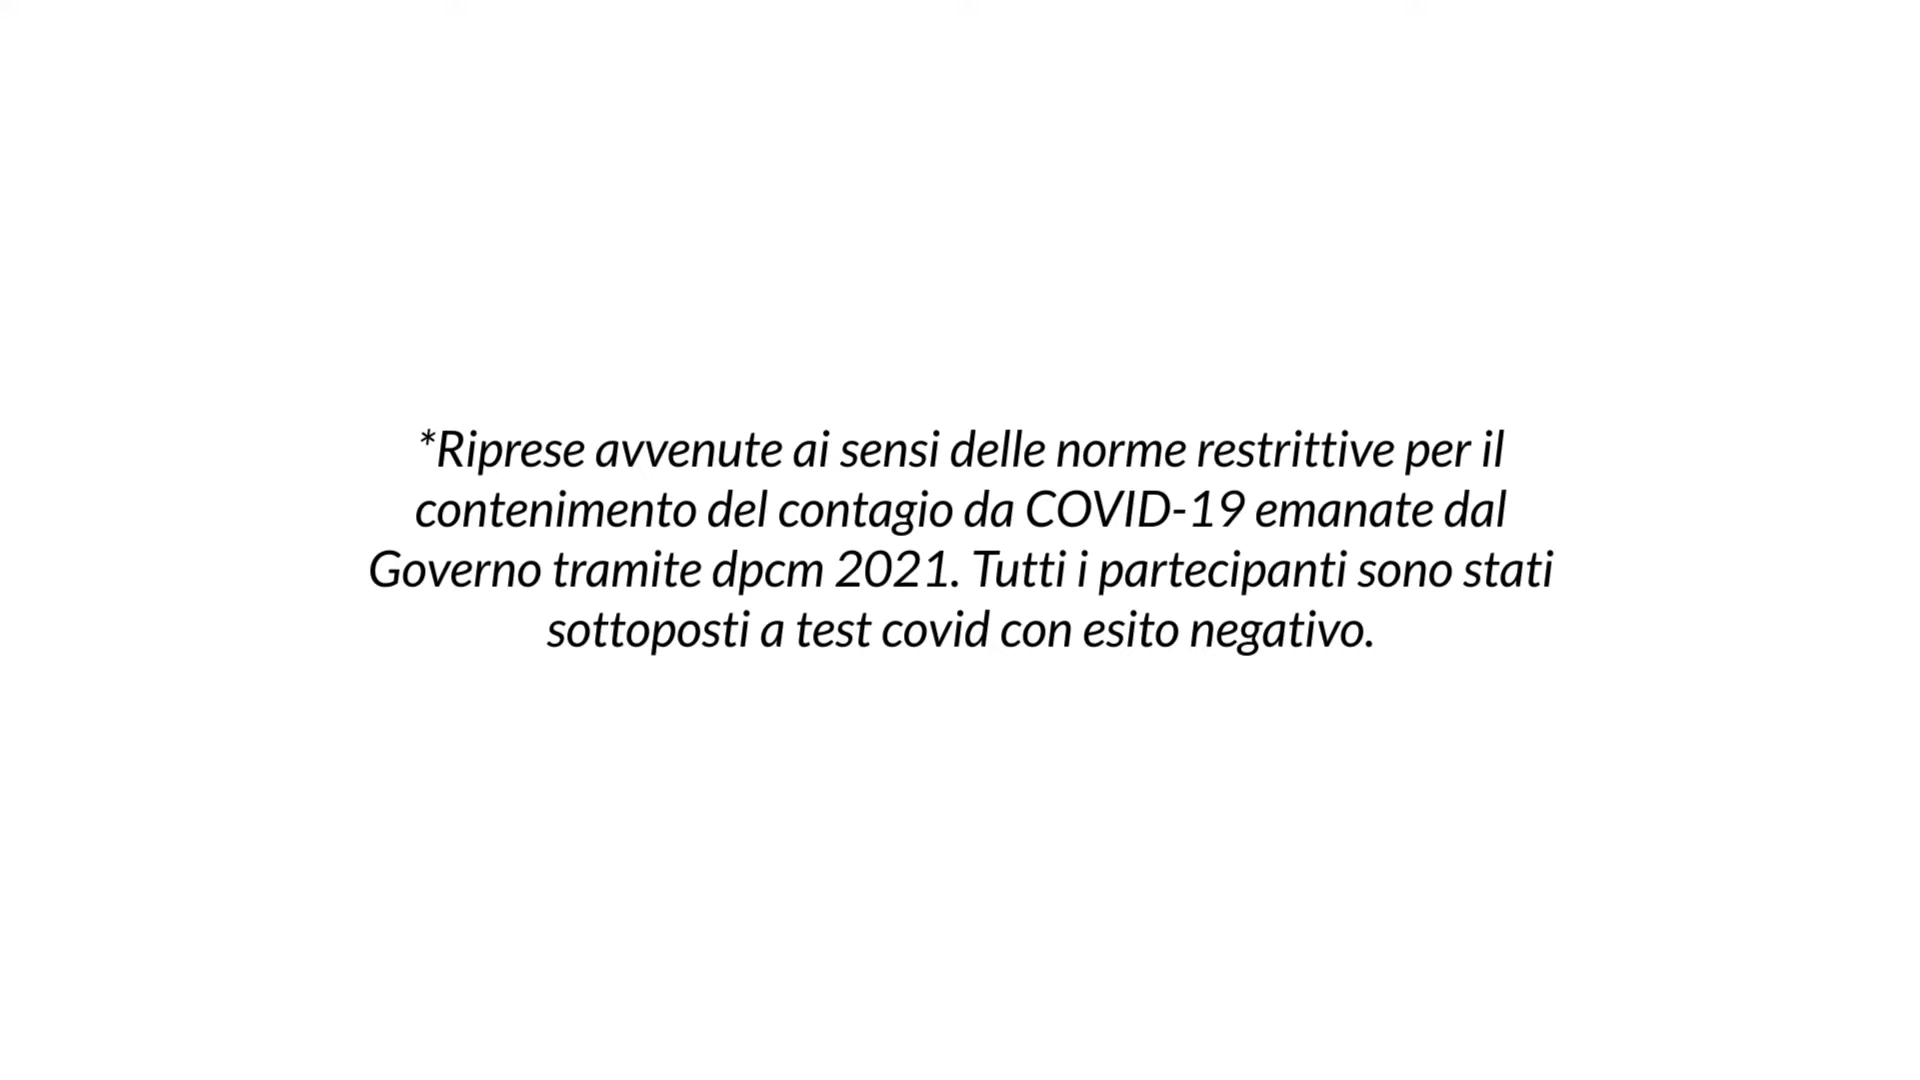 *Riprese avvenute ai sensi delle norme restrittive per il
contenimento del contagio da COVID-19 emanate dal
Governo tramite dpcm 2021. Tutti i partecipanti sono stati
sottoposti a test covid con esito negativo.